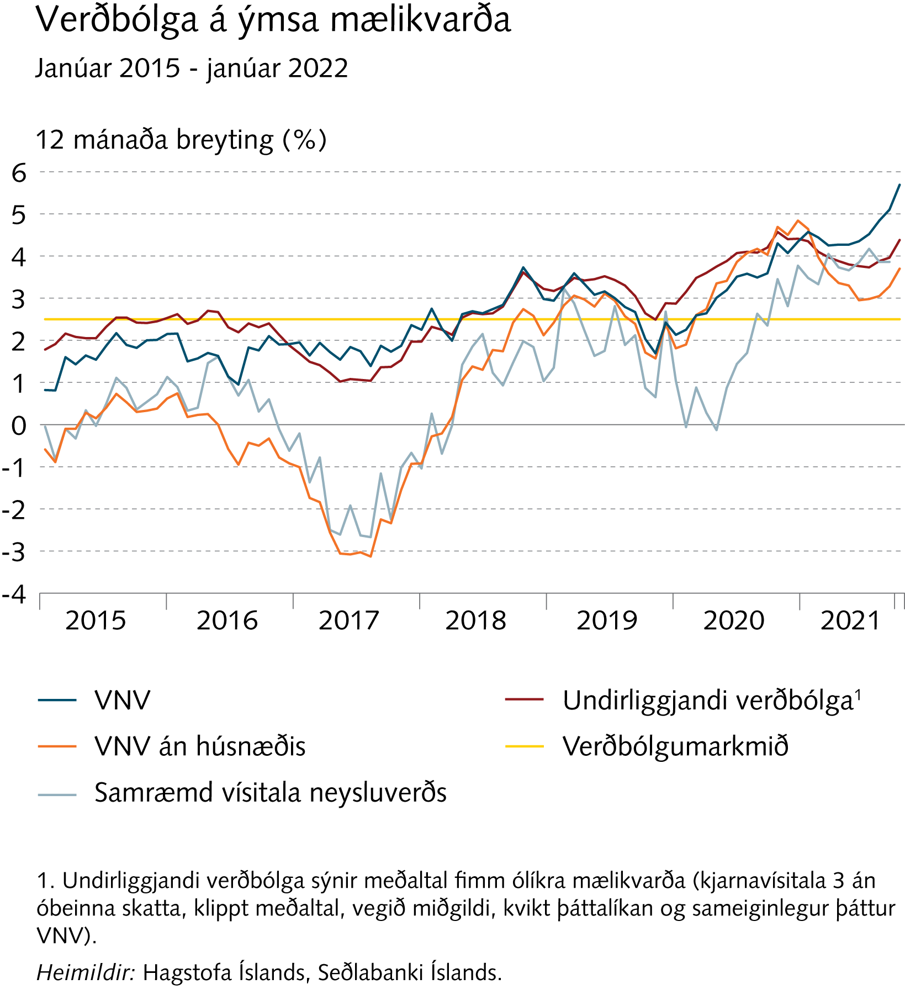 Verðbólga á ýmsa mælikvarða
Janúar 2015 - janúar 2022
12 mánaða breyting (%)
6
5
4
3
2
1
0
-1
-2
-3
-4
2015
2016
2017
2018
2019
2020
2021
VNV
VNV án húsnæðis
Samræmd vísitala neysluverðs
Undirliggjandi verðbólga¹
Verðbólgumarkmið
1. Undirliggjandi verðbólga sýnir meðaltal fimm ólíkra mælikvarða (kjarnavísitala 3 án
óbeinna skatta, klippt meðaltal, vegið miðgildi, kvikt þáttalíkan og sameiginlegur þáttur
VNV).
Heimildir: Hagstofa Íslands, Seðlabanki Íslands.